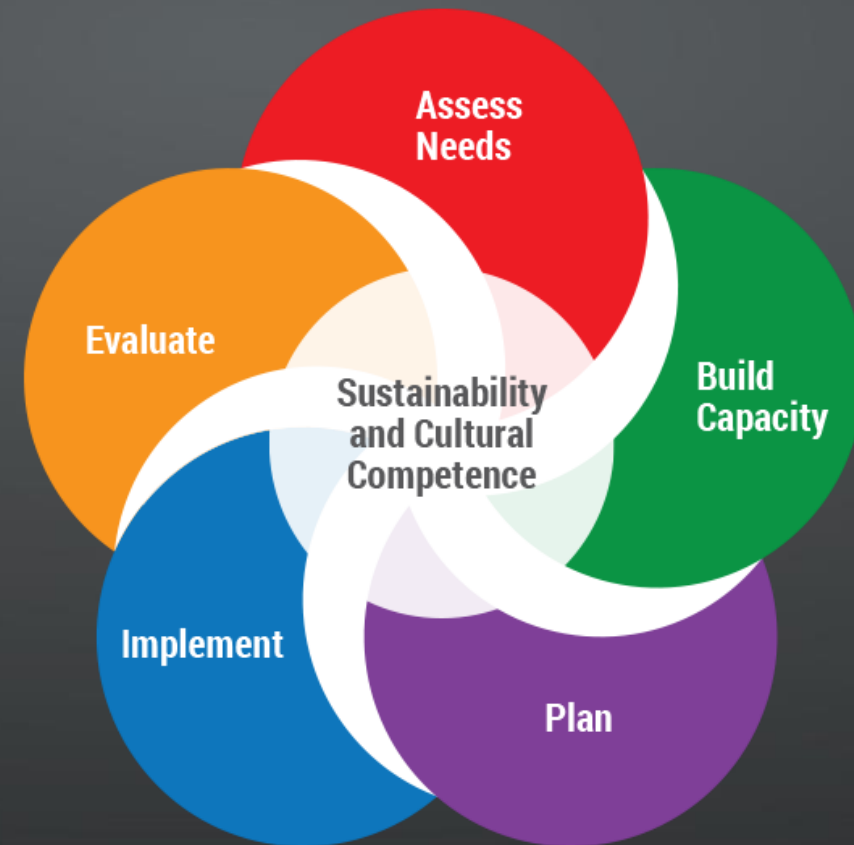 Assess
Needs
Build
Capacity
Plan
Implement
Evaluate
Sustainability
and Cultural
Competence